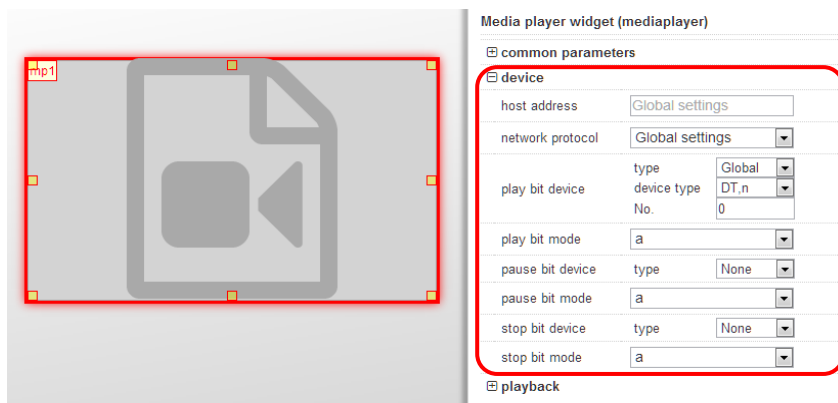 Media player widget (mediaplayer)
common parameters
mp1
device
host address Global settings
network protocol Global settings
type Global
play bit device device type DT,n
No. 0
play bit mode a
pause bit device type None
pause bit mode a
stop bit device type None
stop bit mode a
playback